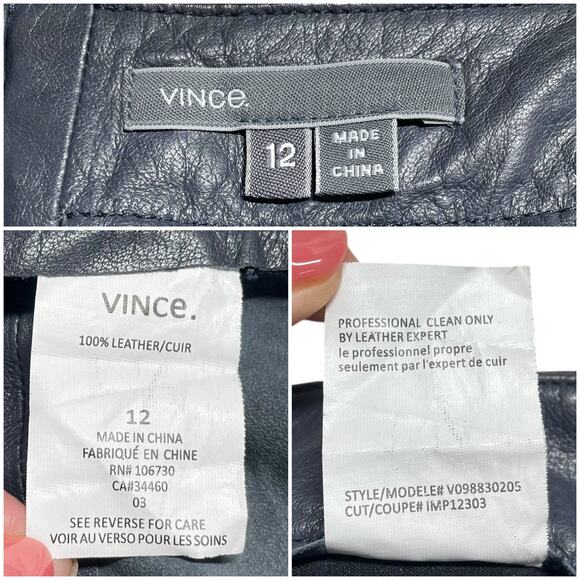 VINCe.
12
MADE
IN
CHINA
VINCe.
100% LEATHER/CUIR
12
MADE IN CHINA
FABRIQUÉ EN CHINE
RN# 106730
CA#34460
03
SEE REVERSE FOR CARE
VOIR AU VERSO POUR LES SOINS
PROFESSIONAL CLEAN ONLY
BY LEATHER EXPERT
le professionnel propre
seulement par l'expert de cuir
STYLE/MODELE# V098830205
CUT/COUPE# IMP12303